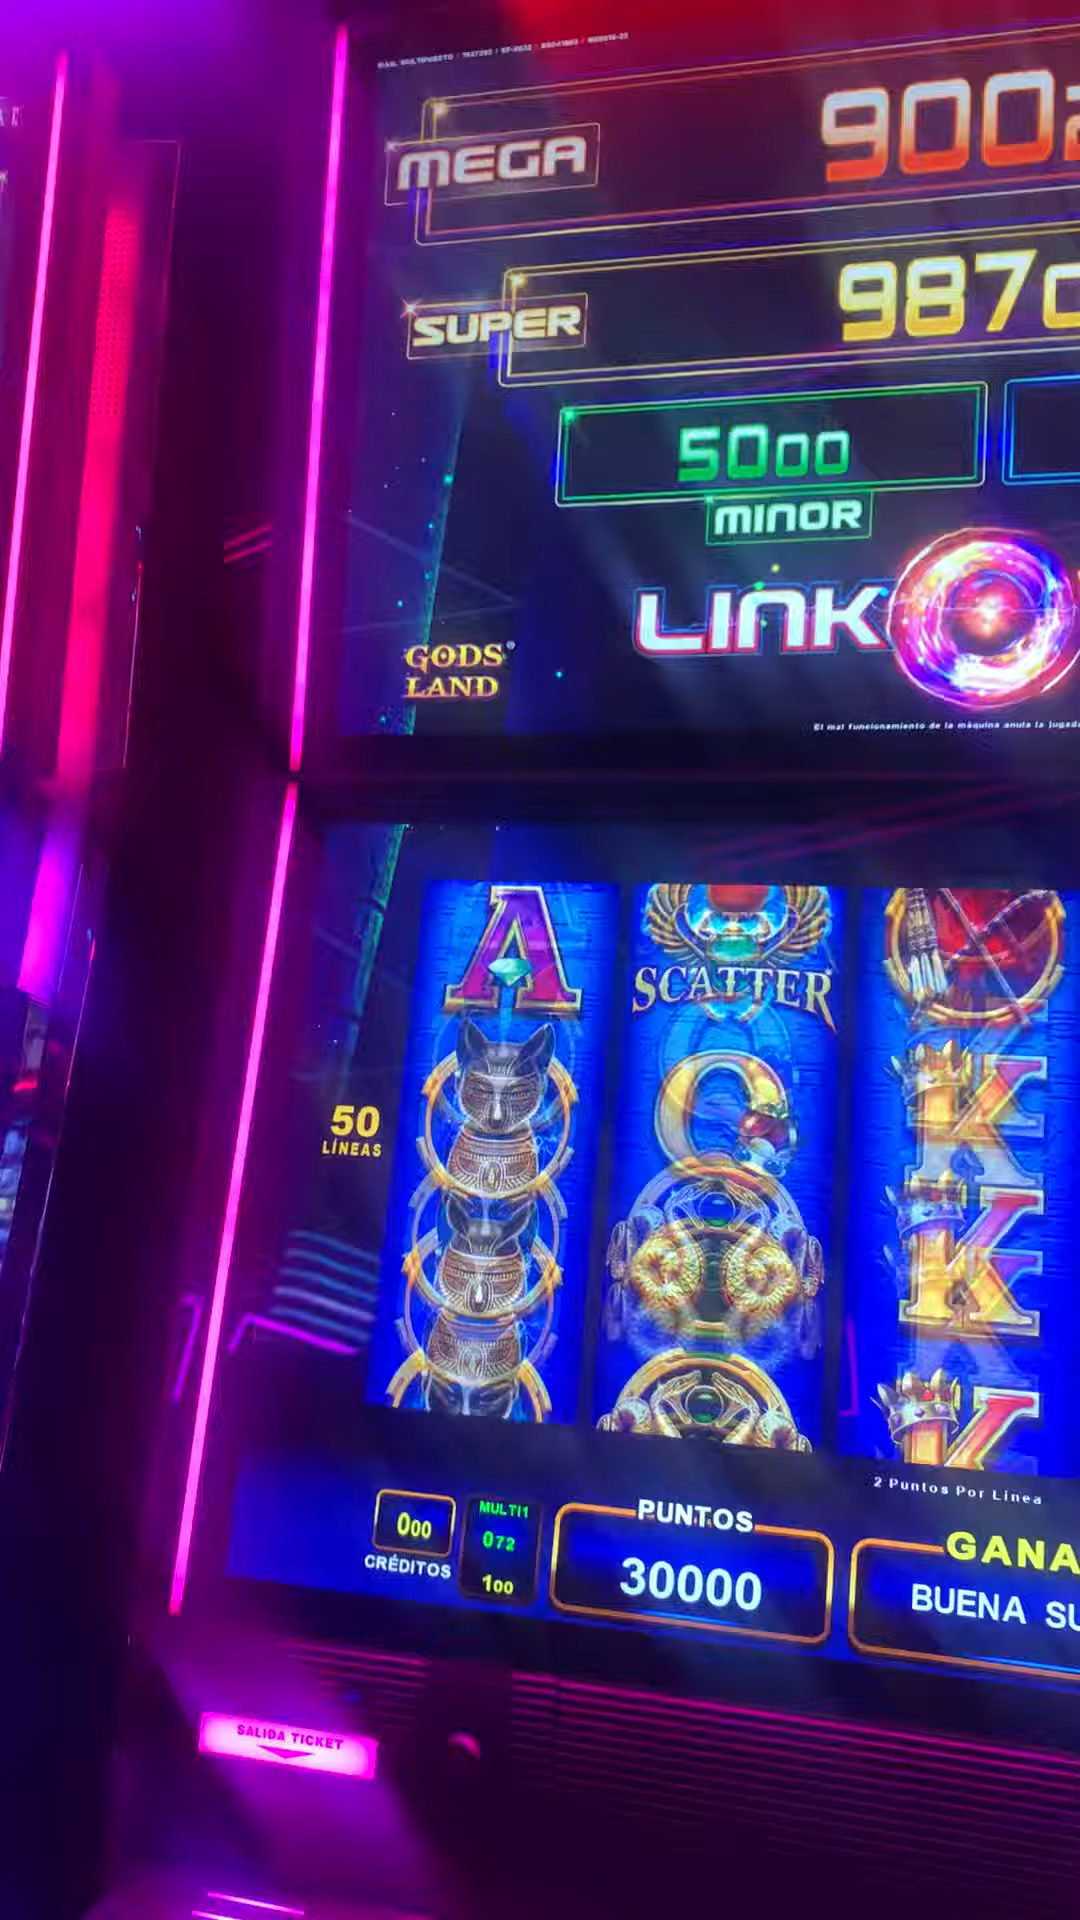 MEGA
900
SUPER
987
5000
MINOR
LINK
GODS
LAND
El mal funcionamiento de la máquina anula la jugada
A
SCATTER
Q
K
K
K
50
LÍNEAS
2 Puntos Por Línea
000
CRÉDITOS
MULTI1
072
100
PUNTOS
30000
GANA
BUENA SU
SALIDA TICKET